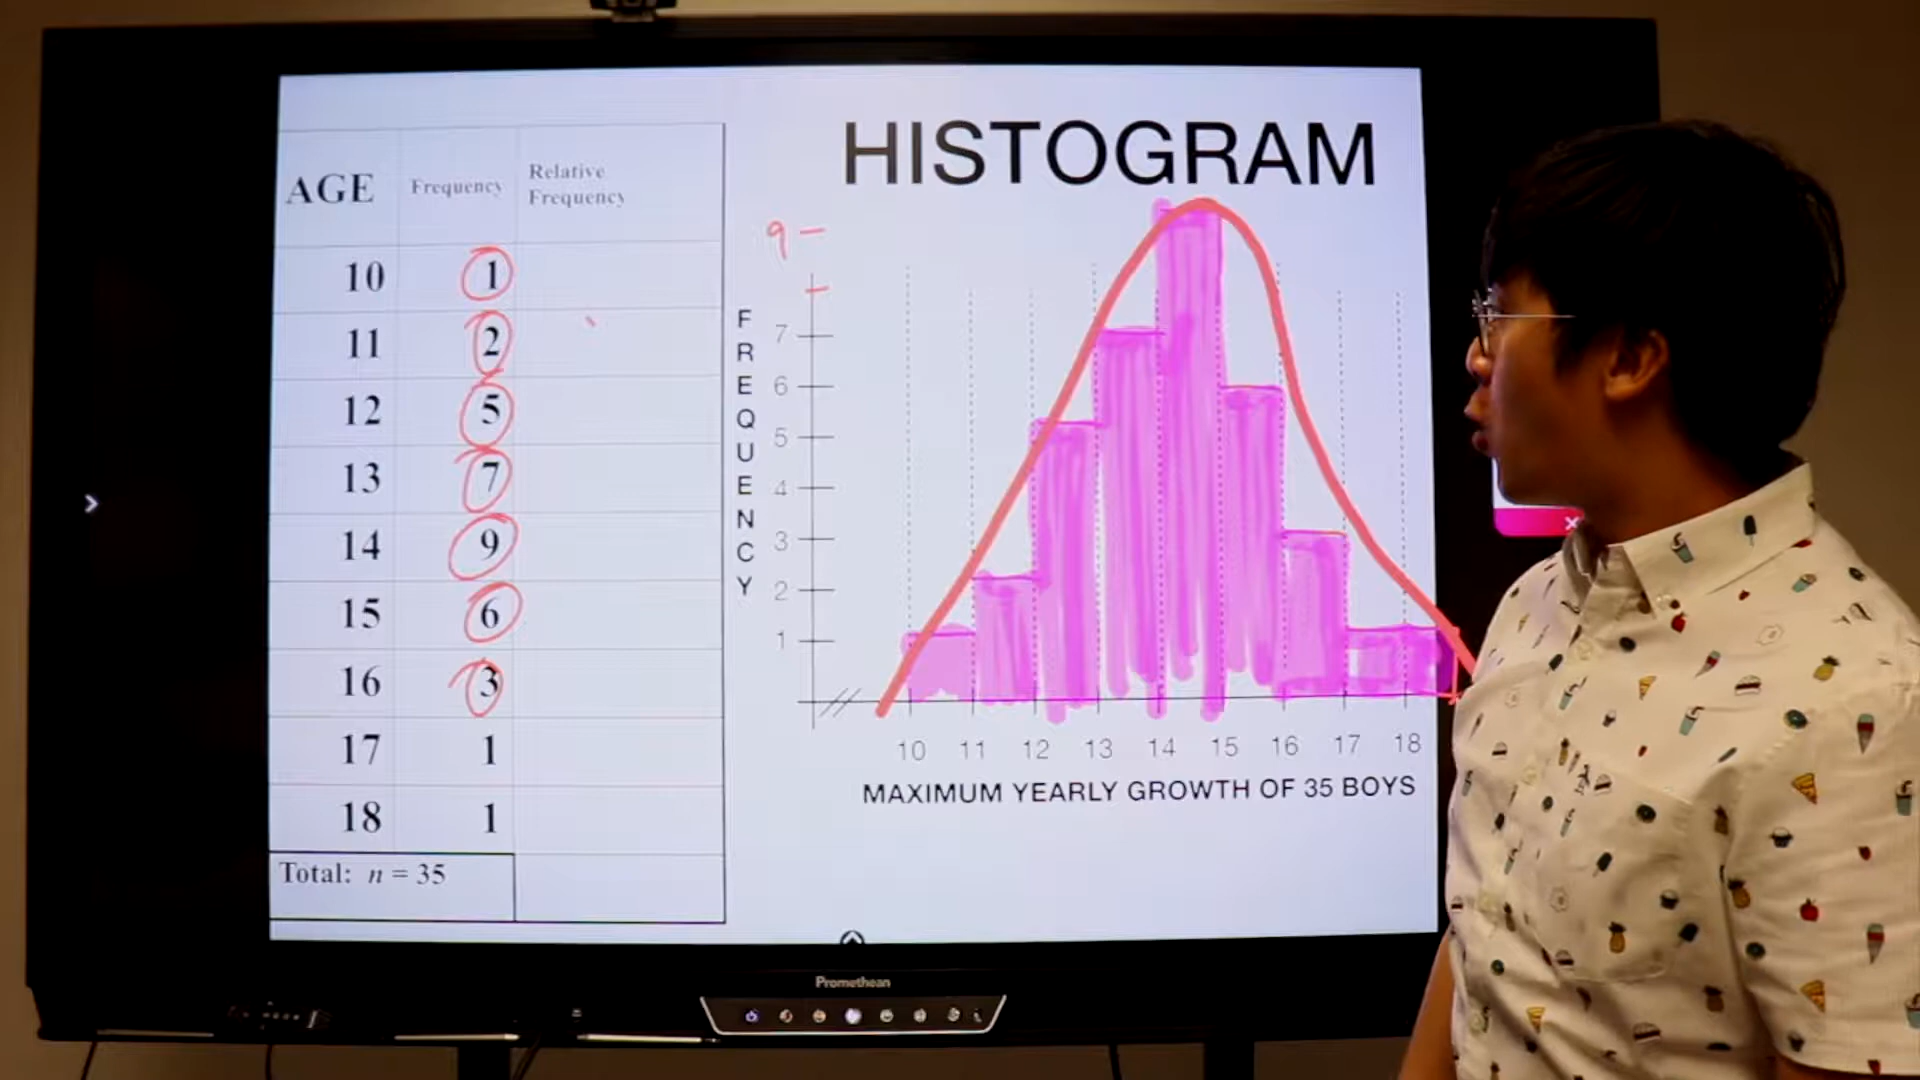 HISTOGRAM
AGE Frequency Relative Frequency
10 1
11 2
12 5
13 7
14 9
15 6
16 3
17 1
18 1
Total: n = 35
9
7
6
5
4
3
2
1
FREQUENCY
10 11 12 13 14 15 16 17 18
MAXIMUM YEARLY GROWTH OF 35 BOYS
Promethean